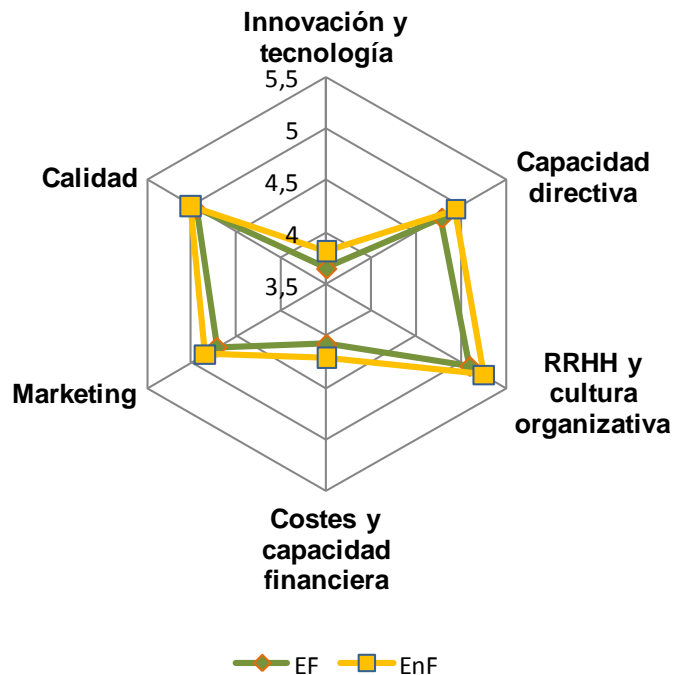 Innovación y
tecnología
5,5
5
4,5
4
3,5
Capacidad
directiva
RRHH y
cultura
organizativa
Costes y
capacidad
financiera
Marketing
Calidad
EF
EnF